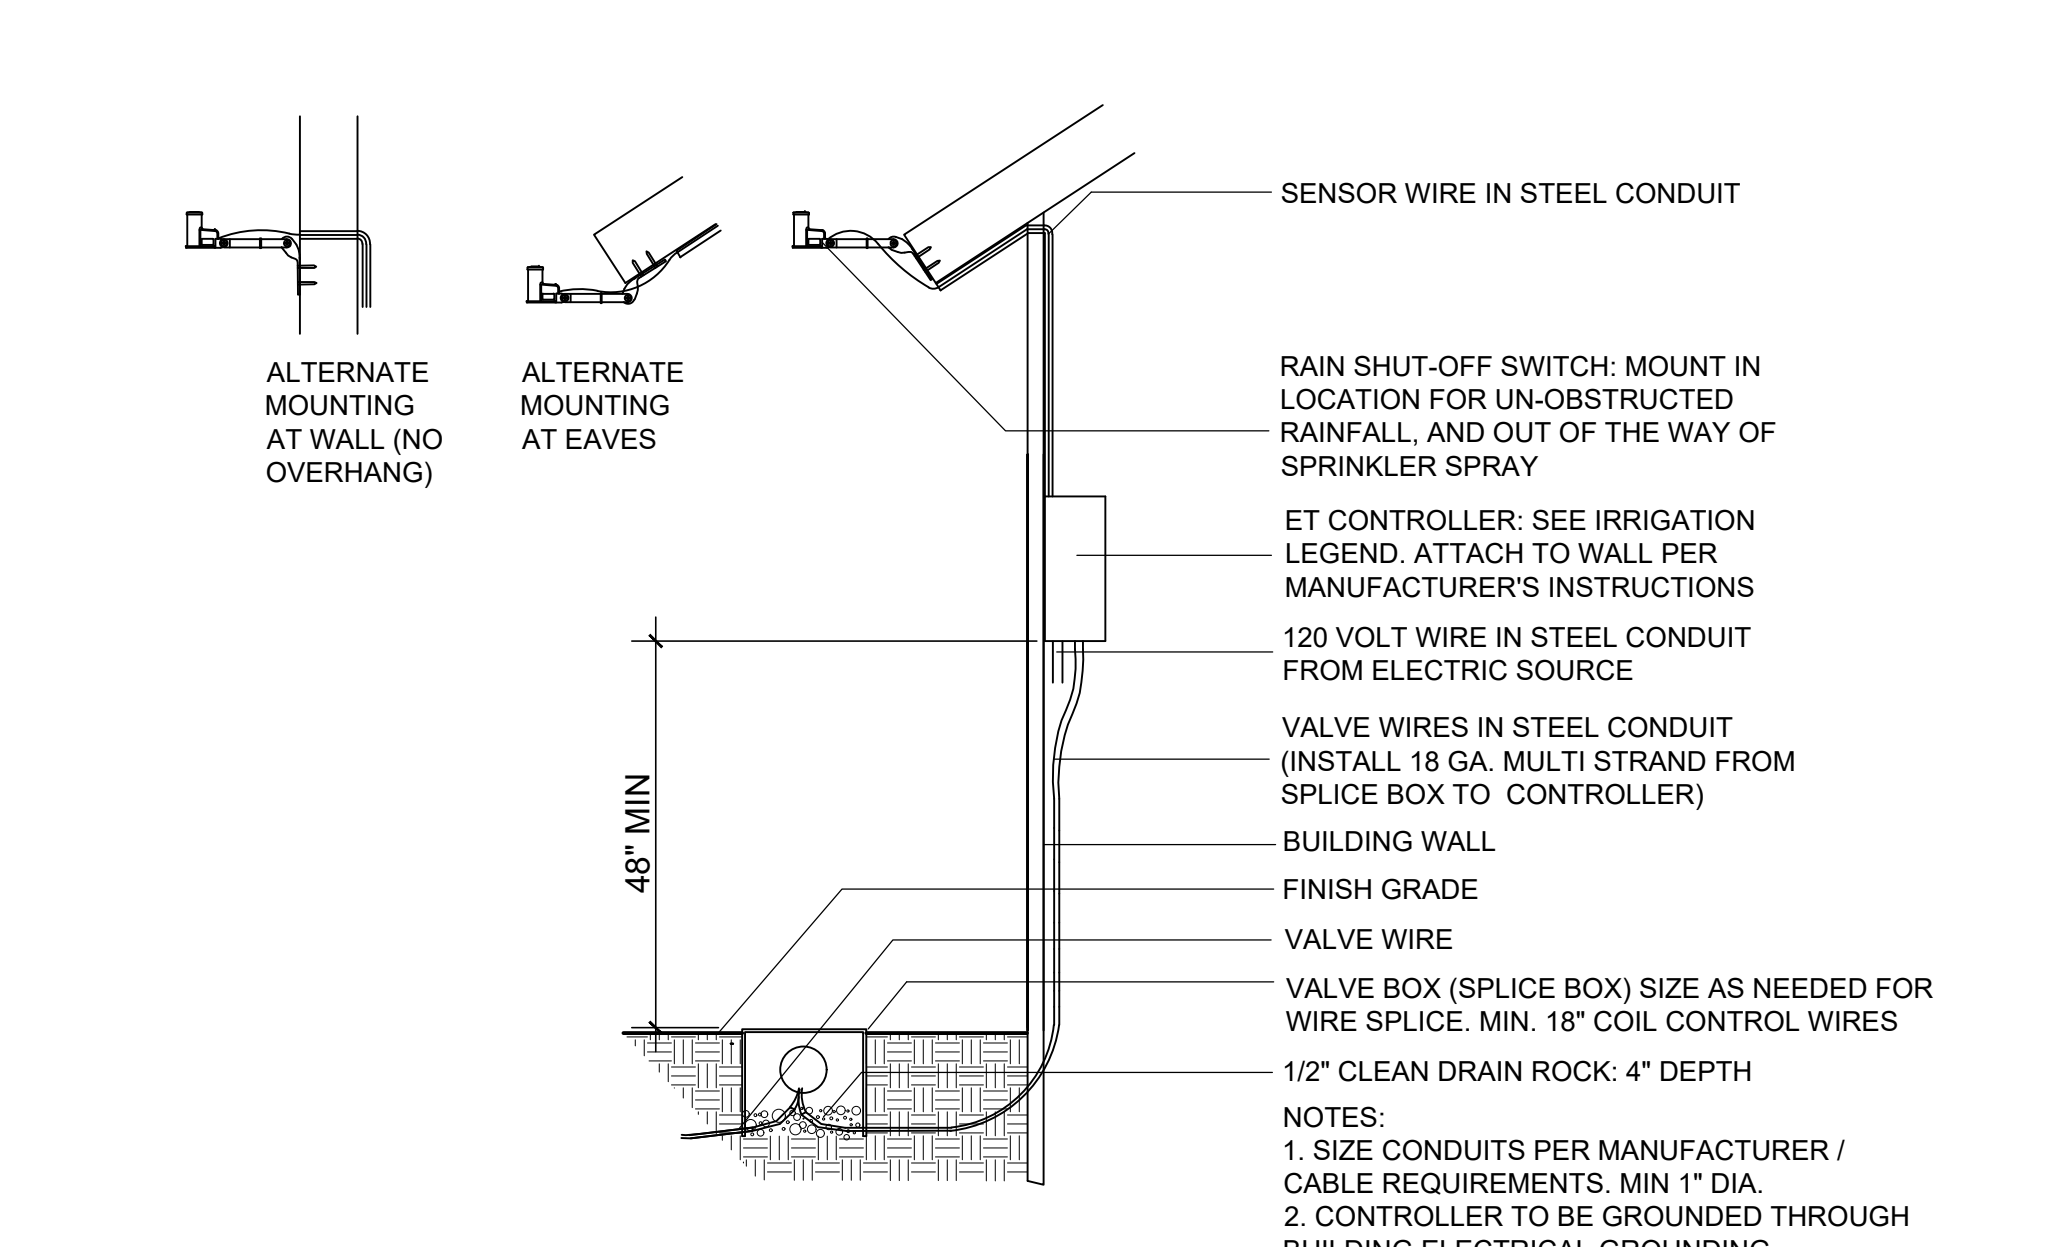 SENSOR WIRE IN STEEL CONDUIT
ALTERNATE
MOUNTING
AT WALL (NO
OVERHANG)
ALTERNATE
MOUNTING
AT EAVES
RAIN SHUT-OFF SWITCH: MOUNT IN
LOCATION FOR UN-OBSTRUCTED
RAINFALL, AND OUT OF THE WAY OF
SPRINKLER SPRAY
ET CONTROLLER: SEE IRRIGATION
LEGEND. ATTACH TO WALL PER
MANUFACTURER'S INSTRUCTIONS
120 VOLT WIRE IN STEEL CONDUIT
FROM ELECTRIC SOURCE
VALVE WIRES IN STEEL CONDUIT
(INSTALL 18 GA. MULTI STRAND FROM
SPLICE BOX TO  CONTROLLER)
48" MIN
BUILDING WALL
FINISH GRADE
VALVE WIRE
VALVE BOX (SPLICE BOX) SIZE AS NEEDED FOR
WIRE SPLICE. MIN. 18" COIL CONTROL WIRES
1/2" CLEAN DRAIN ROCK: 4" DEPTH
NOTES:
1. SIZE CONDUITS PER MANUFACTURER /
CABLE REQUIREMENTS. MIN 1" DIA.
2. CONTROLLER TO BE GROUNDED THROUGH
BUILDING ELECTRICAL GROUNDING